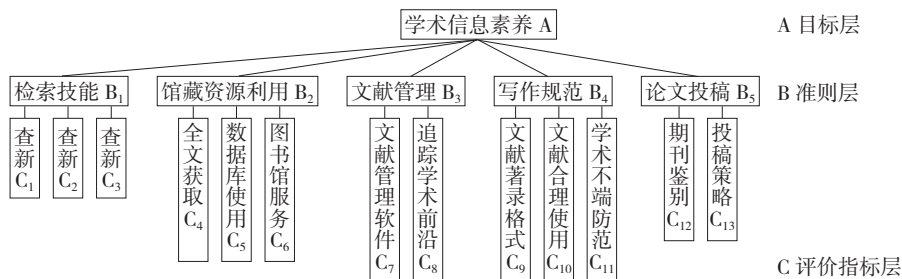 学术信息素养 A
A 目标层
检索技能 B₁
馆藏资源利用 B₂
文献管理 B₃
写作规范 B₄
论文投稿 B₅
B 准则层
查新 C₁
查新 C₂
查新 C₃
全文获取 C₄
数据库使用 C₅
图书馆服务 C₆
文献管理软件 C₇
追踪学术前沿 C₈
文献著录格式 C₉
文献合理使用 C₁₀
学术不端防范 C₁₁
期刊鉴别 C₁₂
投稿策略 C₁₃
C 评价指标层